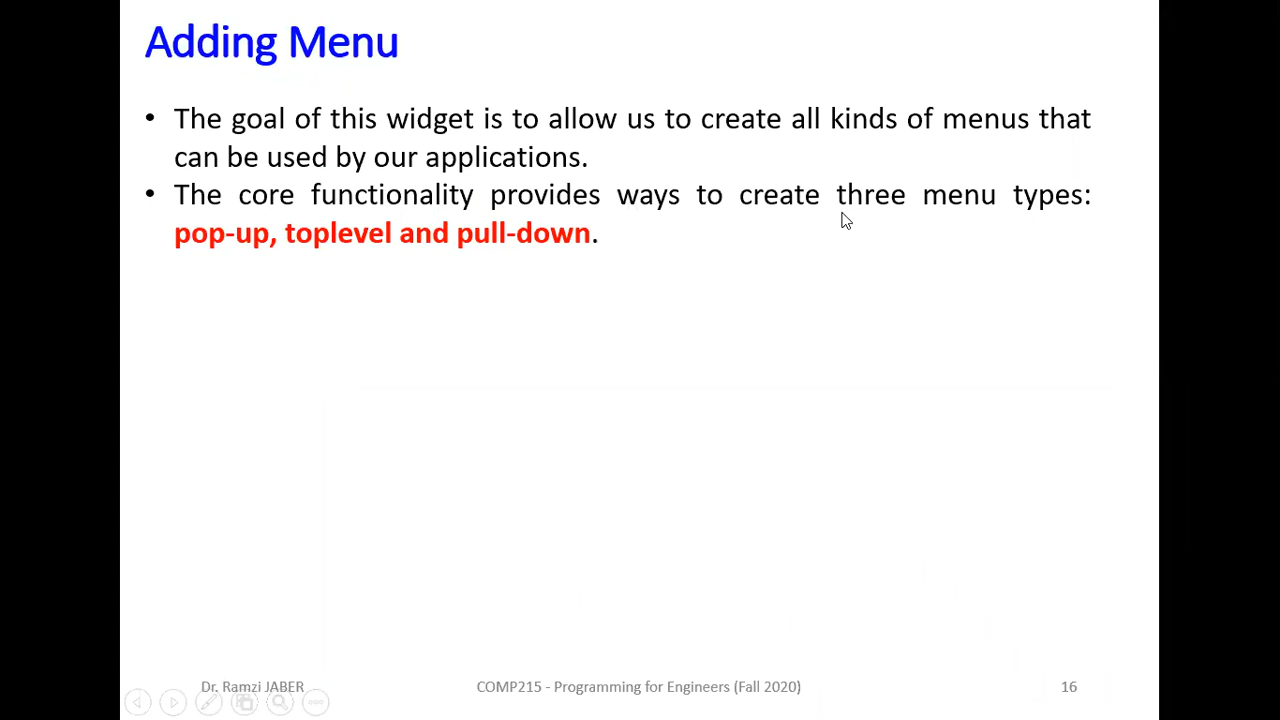 Adding Menu
• The goal of this widget is to allow us to create all kinds of menus that
can be used by our applications.
• The core functionality provides ways to create three menu types:
pop-up, toplevel and pull-down.
Dr. Ramzi JABER
COMP215 - Programming for Engineers (Fall 2020)
16